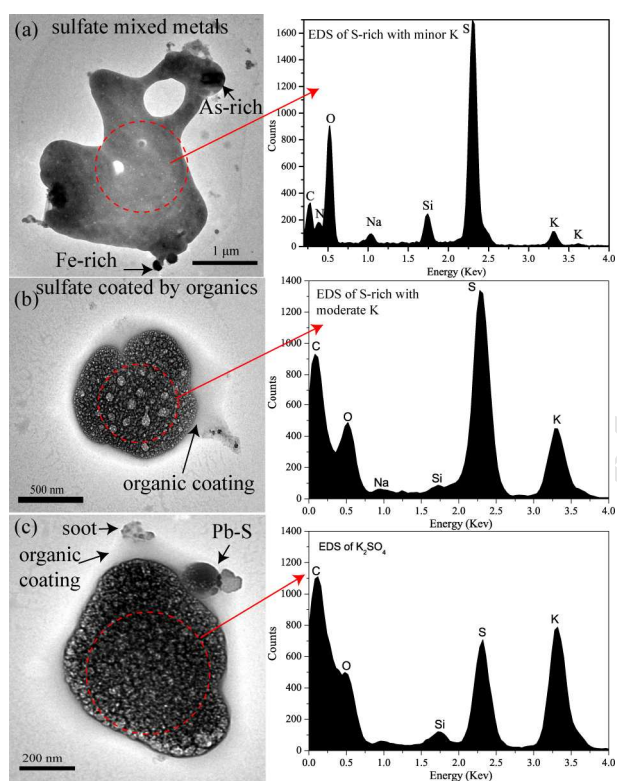 (a) sulfate mixed metals
As-rich
Fe-rich
1 μm
EDS of S-rich with minor K
S
O
C
N
Na
Si
K
K
Counts
1600
1400
1200
1000
800
600
400
200
0
0.5 1.0 1.5 2.0 2.5 3.0 3.5 4.0
Energy (Kev)
(b) sulfate coated by organics
organic coating
500 nm
EDS of S-rich with
moderate K
S
C
O
Na
Si
K
Counts
1400
1200
1000
800
600
400
200
0
0.0 0.5 1.0 1.5 2.0 2.5 3.0 3.5 4.0
Energy (Kev)
(c)
soot
organic
coating
Pb-S
200 nm
EDS of K₂SO₄
C
O
Si
S
K
Counts
1400
1200
1000
800
600
400
200
0
0.0 0.5 1.0 1.5 2.0 2.5 3.0 3.5 4.0
Energy (Kev)